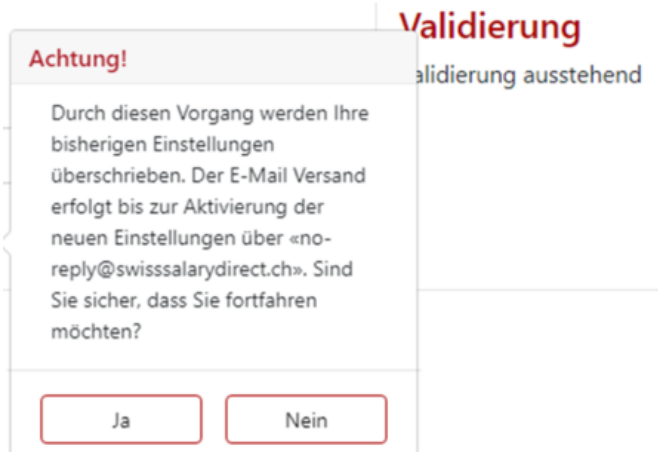 Validierung
alidierung ausstehend
Achtung!
Durch diesen Vorgang werden Ihre
bisherigen Einstellungen
überschrieben. Der E-Mail Versand
erfolgt bis zur Aktivierung der
neuen Einstellungen über «no-
reply@swisssalarydirect.ch». Sind
Sie sicher, dass Sie fortfahren
möchten?
Ja
Nein